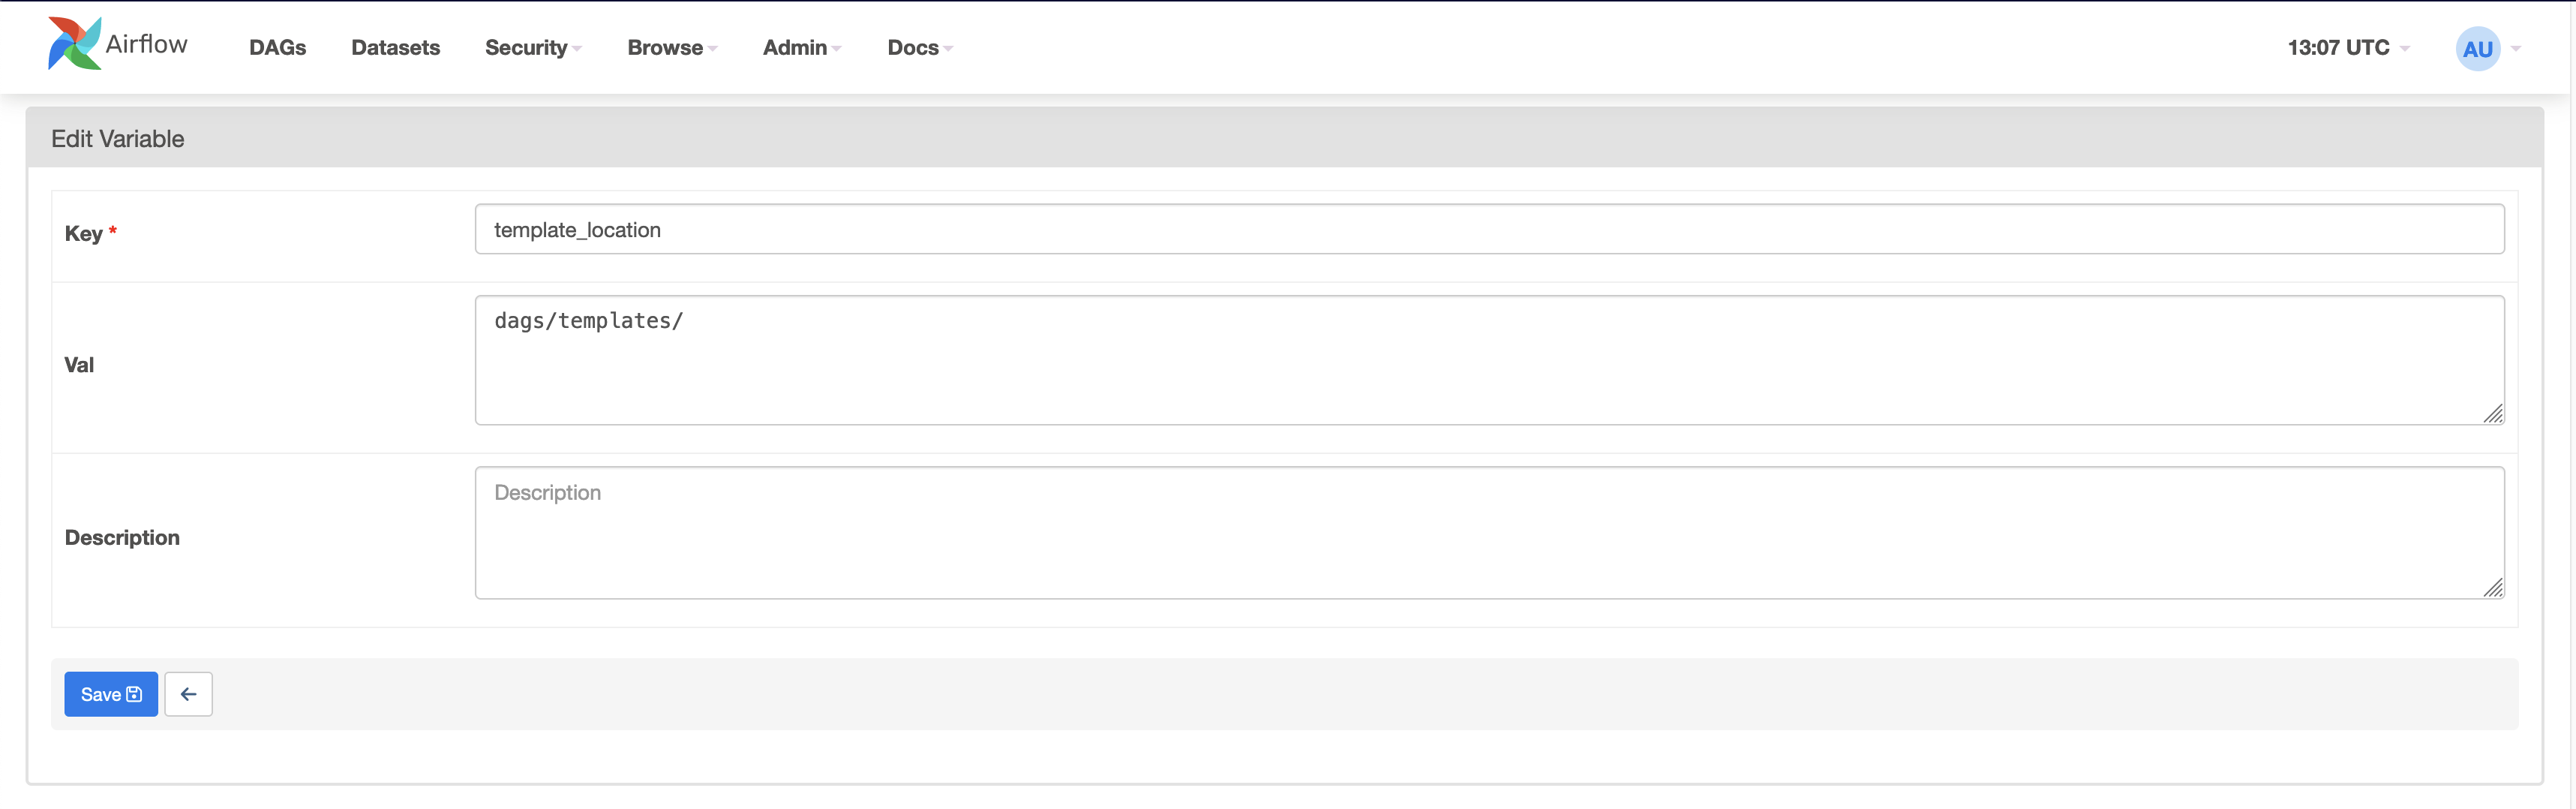 Airflow DAGs Datasets Security Browse Admin Docs 13:07 UTC AU
Edit Variable
Key * template_location
Val dags/templates/
Description Description
Save